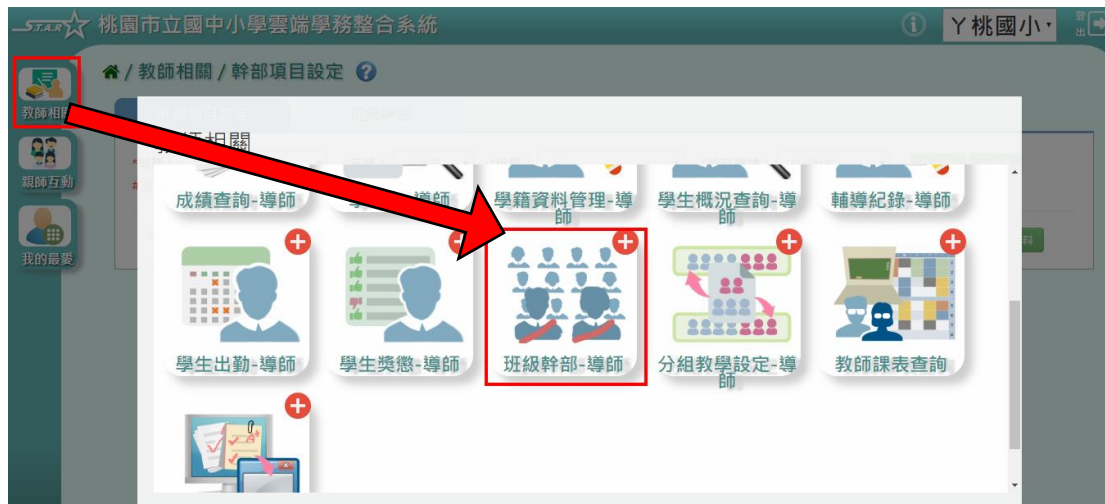 S.T.A.R 桃園市立國中小學雲端學務整合系統
ㄚ桃國小
登出
/ 教師相關 / 幹部項目設定
教師相關
親師互動
我的最愛
成績查詢-導師
導師
學籍資料管理-導師
學生概況查詢-導師
輔導紀錄-導師
學生出勤-導師
學生獎懲-導師
班級幹部-導師
分組教學設定-導師
教師課表查詢